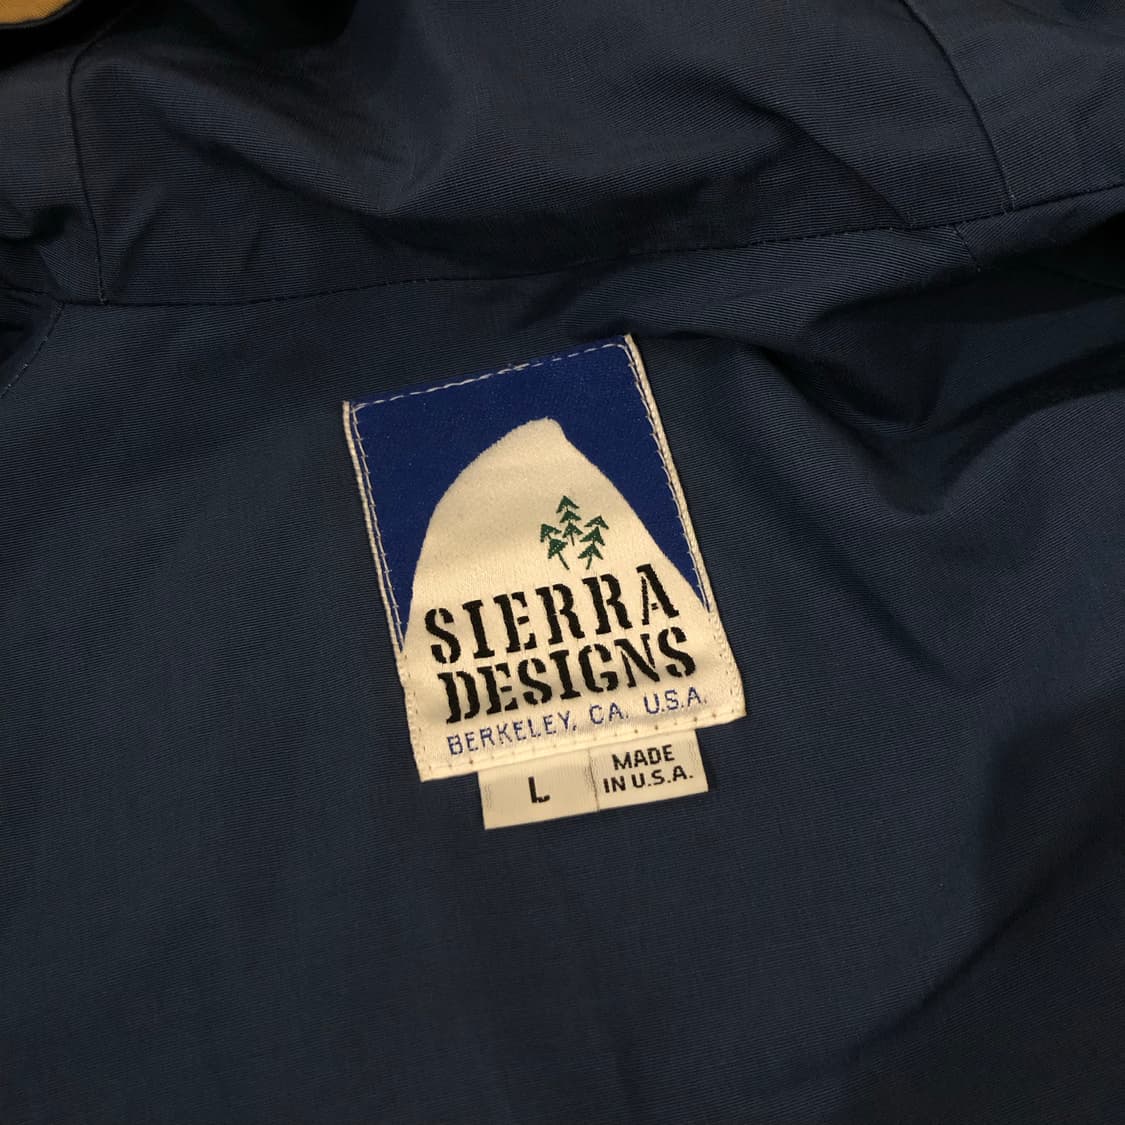 SIERRA
DESIGNS
BERKELEY, CA. U.S.A.
L
MADE
IN U.S.A.